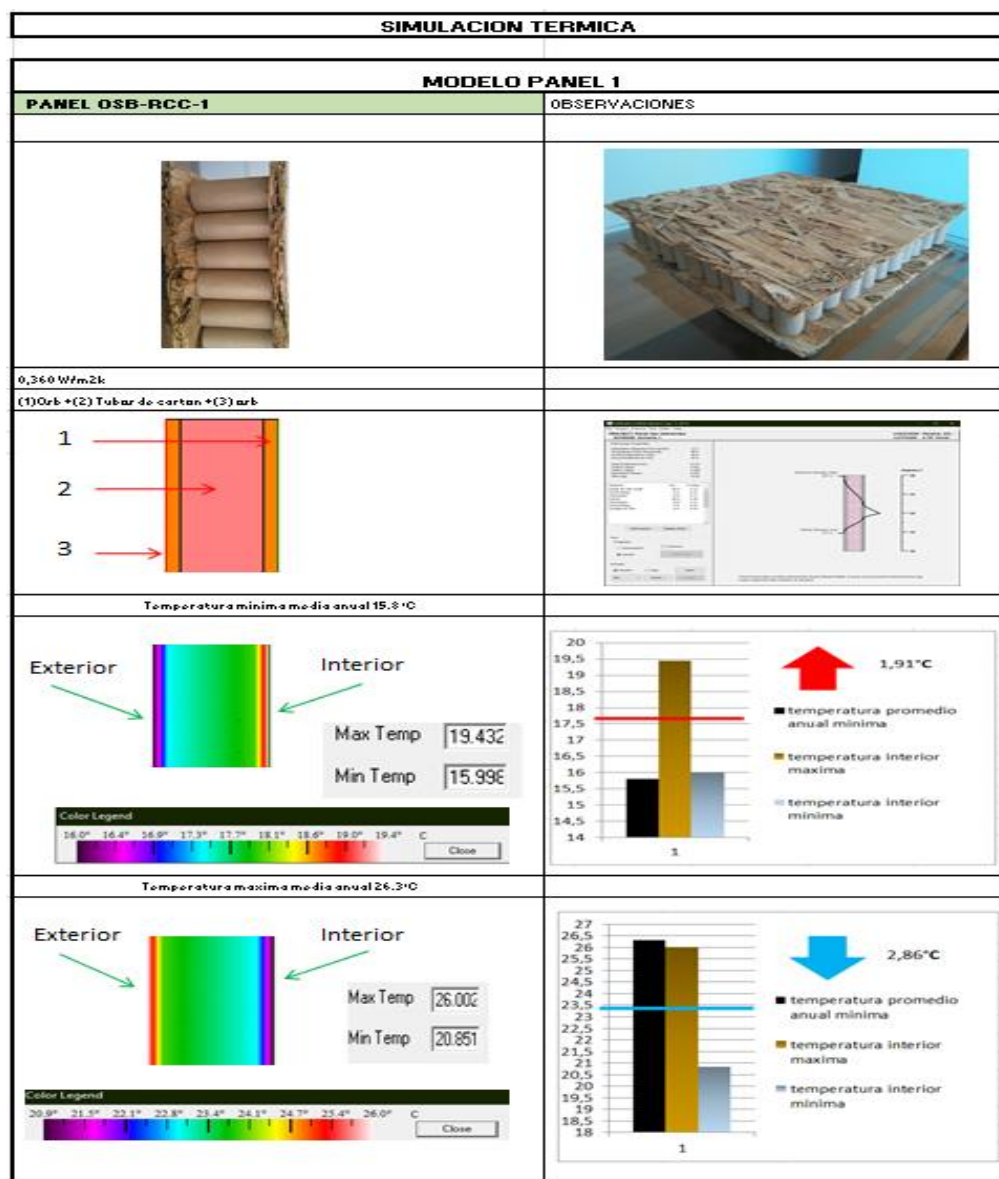 SIMULACION TERMICA
MODELO PANEL 1
PANEL OSB-RCC-1
OBSERVACIONES
0,360 W/m2k
(1)Orb +(2) Tubar de carton +(3) arb
1
2
3
Temperatura minima media anual 15.8°C
Exterior
Interior
Max Temp 19.432
Min Temp 15.998
Color Legend
16.0° 16.4° 16.9° 17.3° 17.7° 18.1° 18.6° 19.0° 19.4° C
Close
20
19,5
19
18,5
18
17,5
17
16,5
16
15,5
15
14,5
14
1
1,91°C
temperatura promedio
anual minima
temperatura interior
maxima
temperatura interior
minima
Temperatura maxima media anual 26.3°C
Exterior
Interior
Max Temp 26.002
Min Temp 20.851
Color Legend
20.9° 21.5° 22.1° 22.8° 23.4° 24.1° 24.7° 25.4° 26.0° C
Close
27
26,5
26
25,5
25
24,5
24
23,5
23
22,5
22
21,5
21
20,5
20
19,5
19
18,5
18
1
2,86°C
temperatura promedio
anual minima
temperatura interior
maxima
temperatura interior
minima